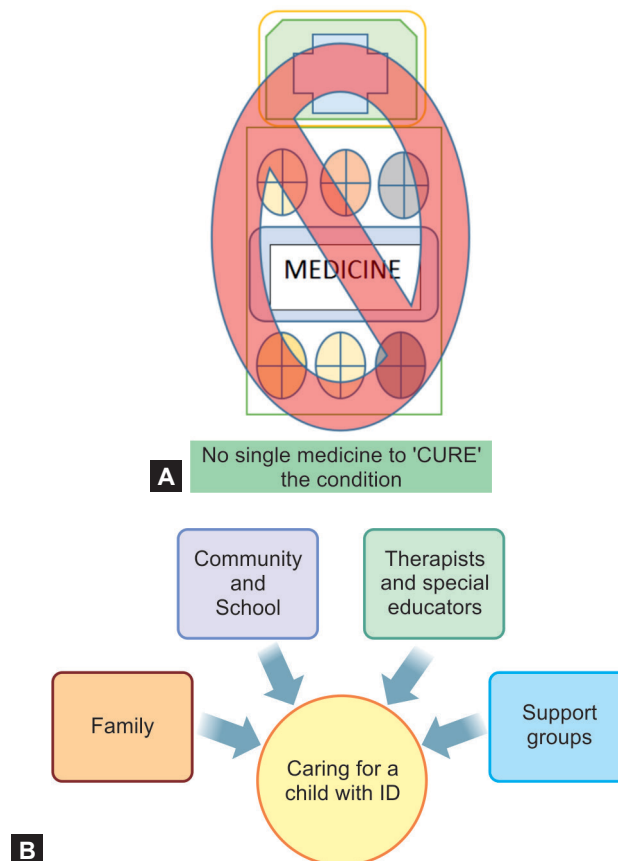 MEDICINE
A
No single medicine to 'CURE'
the condition
Community
and
School
Therapists
and special
educators
Family
Support
groups
Caring for a
child with ID
B